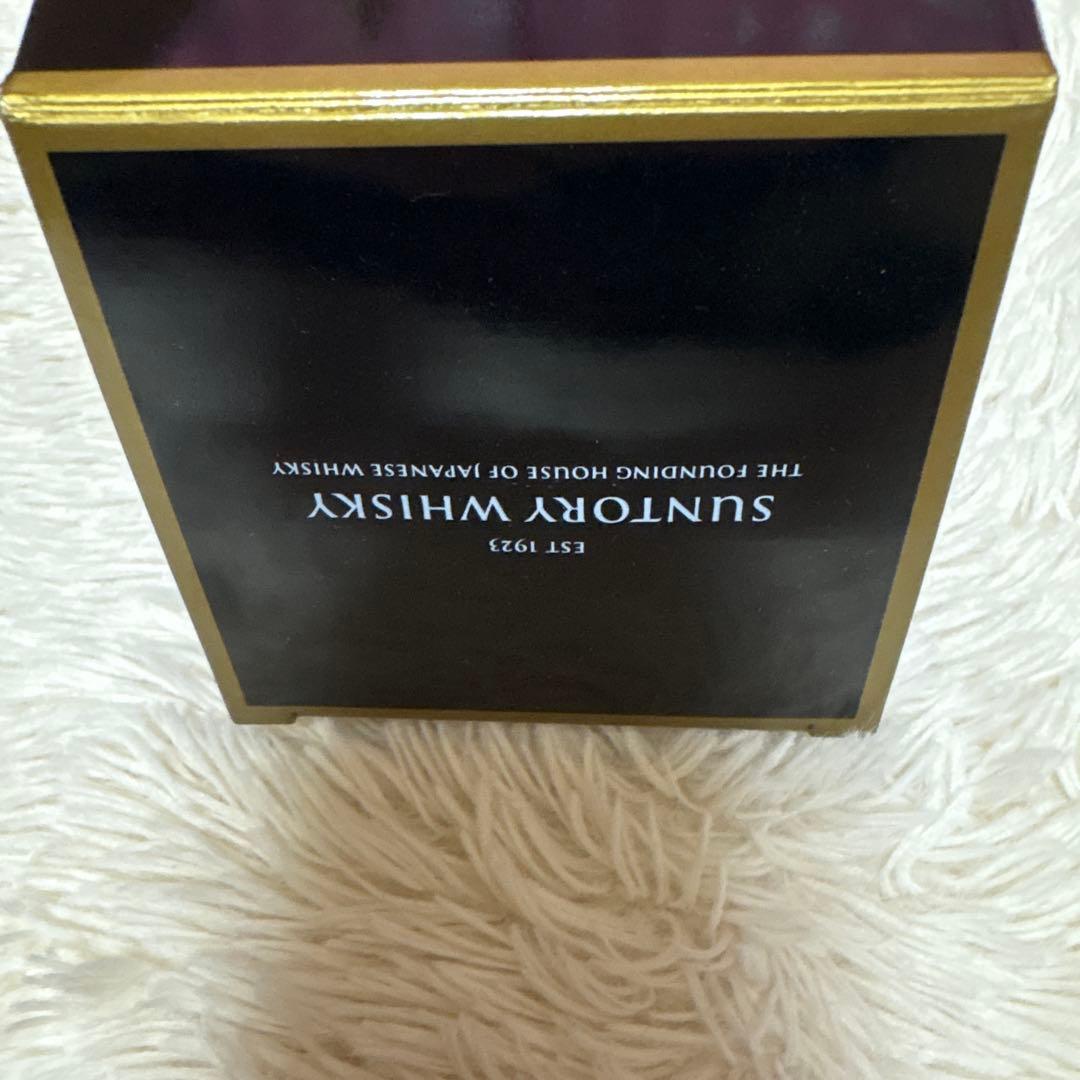 EST 1923
SUNTORY WHISKY
THE FOUNDING HOUSE OF JAPANESE WHISKY